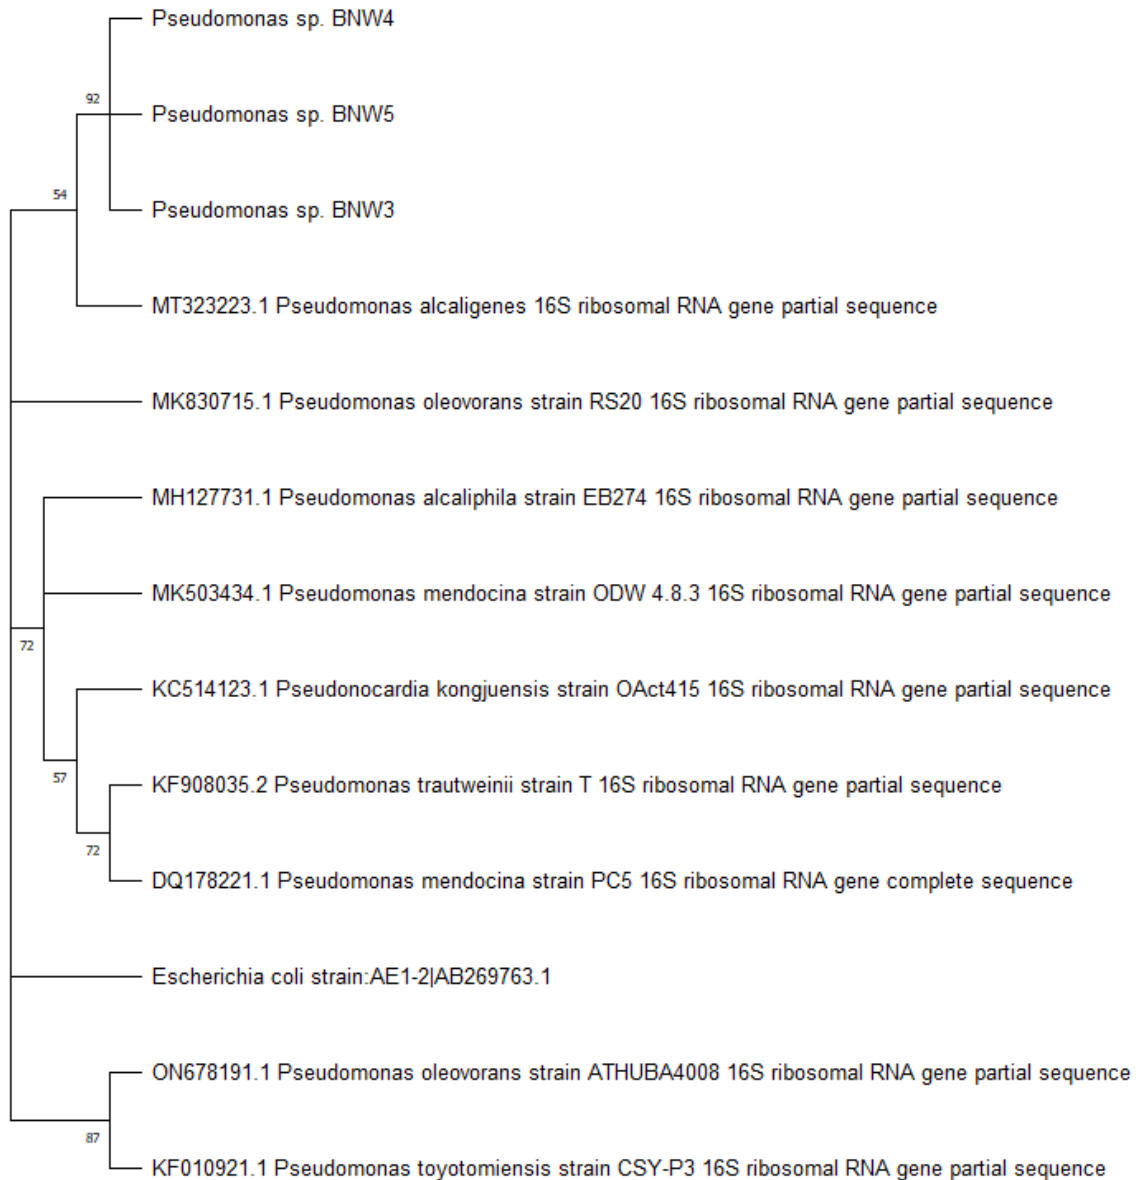 Pseudomonas sp. BNW4
92
Pseudomonas sp. BNW5
54
Pseudomonas sp. BNW3
MT323223.1 Pseudomonas alcaligenes 16S ribosomal RNA gene partial sequence
MK830715.1 Pseudomonas oleovorans strain RS20 16S ribosomal RNA gene partial sequence
MH127731.1 Pseudomonas alcaliphila strain EB274 16S ribosomal RNA gene partial sequence
MK503434.1 Pseudomonas mendocina strain ODW 4.8.3 16S ribosomal RNA gene partial sequence
72
KC514123.1 Pseudonocardia kongjuensis strain OAct415 16S ribosomal RNA gene partial sequence
57
KF908035.2 Pseudomonas trautweinii strain T 16S ribosomal RNA gene partial sequence
72
DQ178221.1 Pseudomonas mendocina strain PC5 16S ribosomal RNA gene complete sequence
Escherichia coli strain:AE1-2|AB269763.1
ON678191.1 Pseudomonas oleovorans strain ATHUBA4008 16S ribosomal RNA gene partial sequence
87
KF010921.1 Pseudomonas toyotomiensis strain CSY-P3 16S ribosomal RNA gene partial sequence